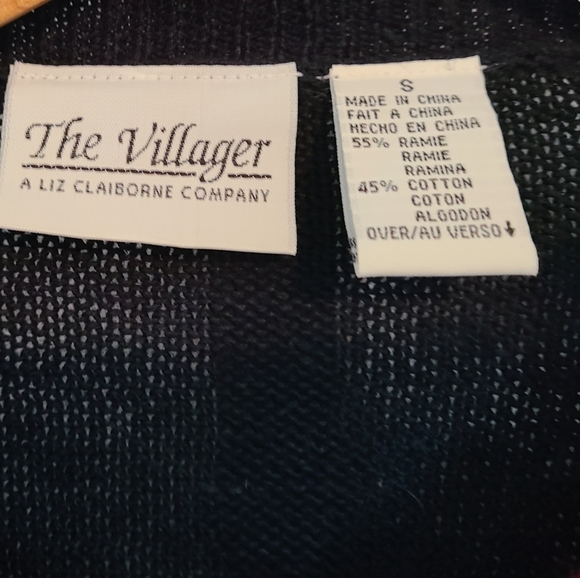 The Villager
A LIZ CLAIBORNE COMPANY
S
MADE IN CHINA
FAIT A CHINA
HECHO EN CHINA
55% RAMIE
RAMIE
RAMINA
45% COTTON
COTON
ALGODON
OVER/AU VERSO